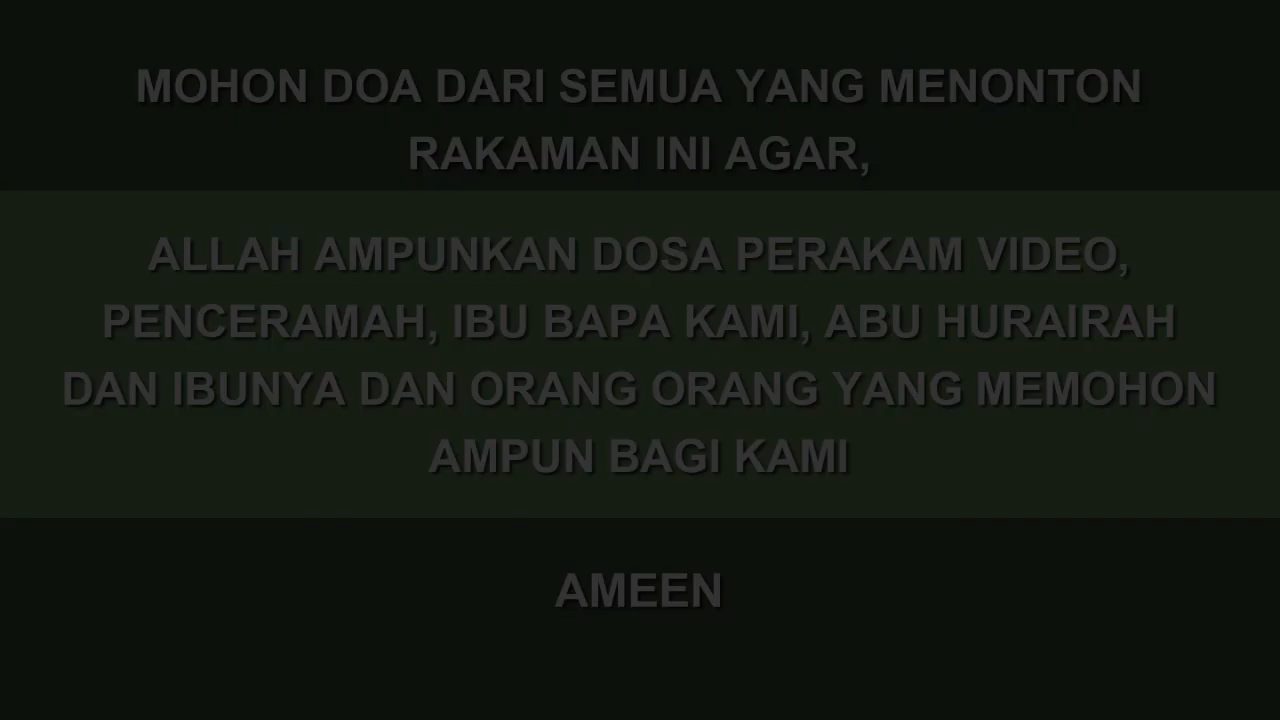 MOHON DOA DARI SEMUA YANG MENONTON
RAKAMAN INI AGAR,
ALLAH AMPUNKAN DOSA PERAKAM VIDEO,
PENCERAMAH, IBU BAPA KAMI, ABU HURAIRAH
DAN IBUNYA DAN ORANG ORANG YANG MEMOHON
AMPUN BAGI KAMI
AMEEN